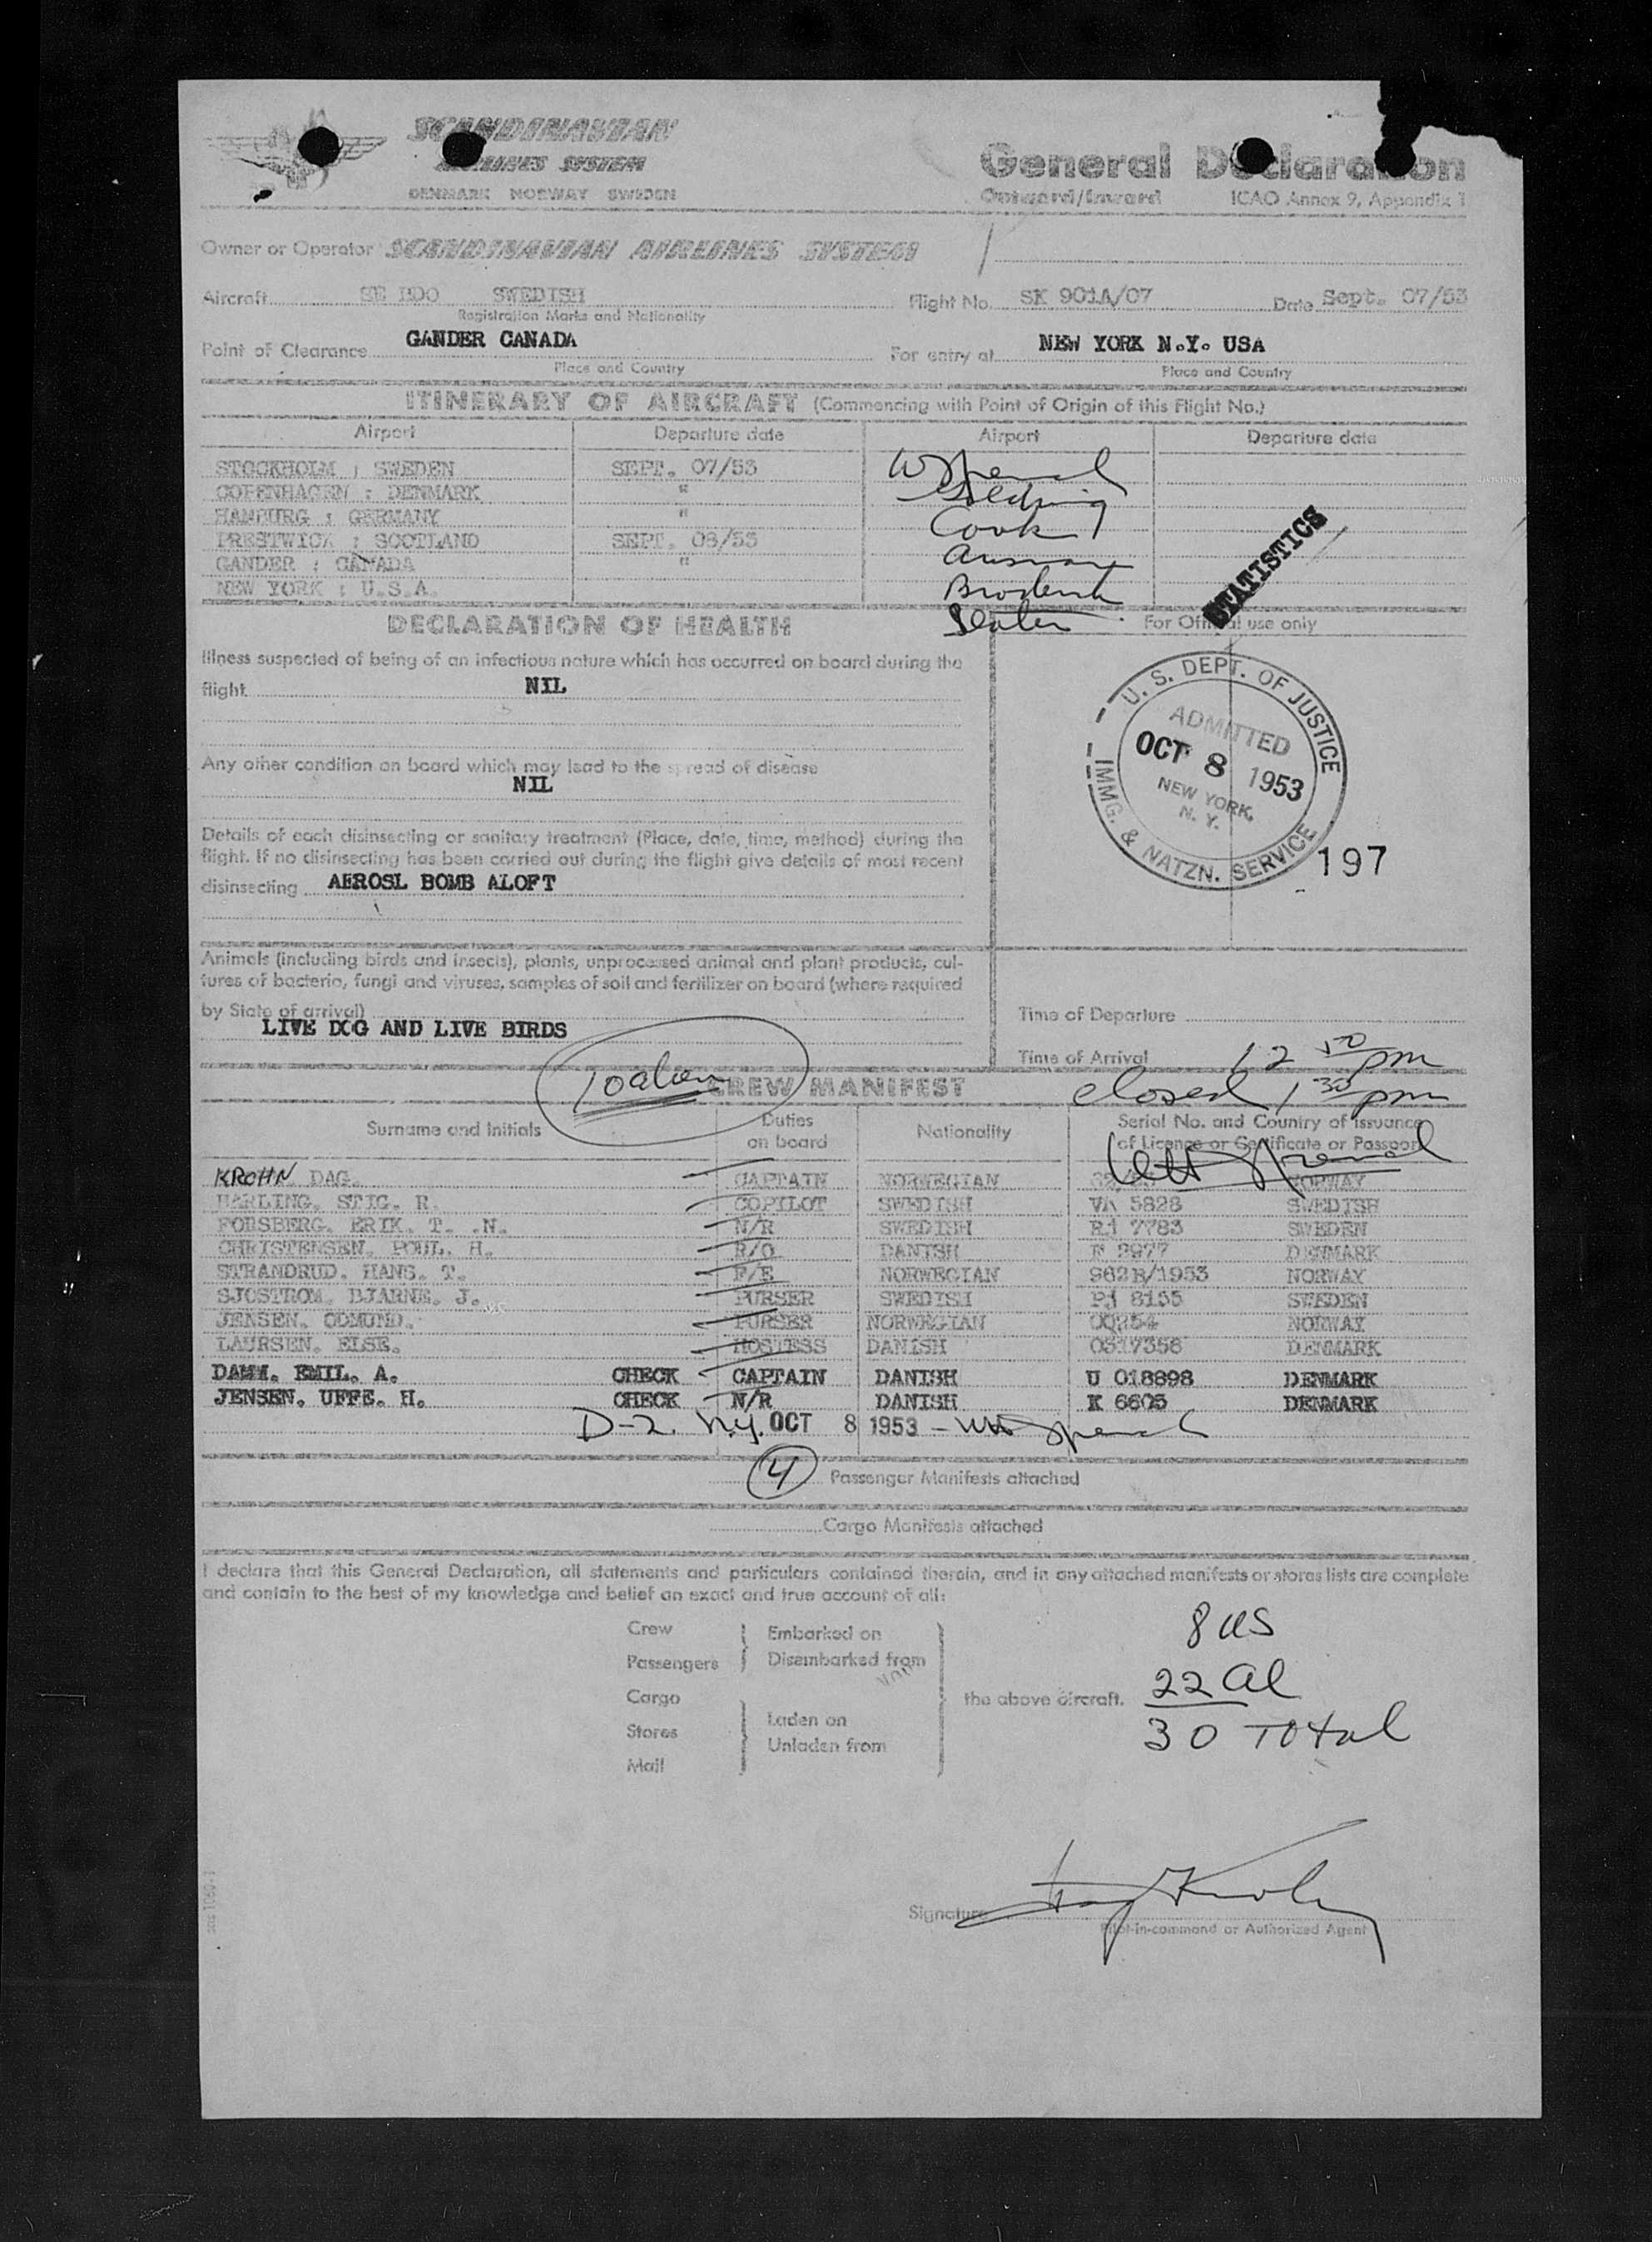 SCANDINAVIAN
AIRLINES SYSTEM
DENMARK NORWAY SWEDEN
General Declaration
Outward/Inward ICAO Annex 9, Appendix 1
Owner or Operator SCANDINAVIAN AIRLINES SYSTEM
Aircraft SE BDO SWEDISH Flight No. SK 901A/07 Date Sept. 07/53
Registration Marks and Nationality
Point of Clearance GANDER CANADA For entry at NEW YORK N.Y. USA
Place and Country Place and Country
ITINERARY OF AIRCRAFT (Commencing with Point of Origin of this Flight No.)
Airport Departure date Airport Departure date
STOCKHOLM ; SWEDEN SEPT. 07/53
COPENHAGEN : DENMARK "
HAMBURG : GERMANY " Cook
PRESTWICK : SCOTLAND SEPT. 08/53
GANDER : CANADA "
NEW YORK : U.S.A.
STATISTICS
DECLARATION OF HEALTH
For Official use only
Illness suspected of being of an infectious nature which has occurred on board during the
flight NIL
Any other condition on board which may lead to the spread of disease
NIL
Details of each disinsecting or sanitary treatment (Place, date, time, method) during the
flight. If no disinsecting has been carried out during the flight give details of most recent
disinsecting AEROSL BOMB ALOFT
U. S. DEPT. OF JUSTICE
ADMITTED
OCT 8 1953
NEW YORK,
N. Y.
IMMG. & NATZN. SERVICE
197
Animals (including birds and insects), plants, unprocessed animal and plant products, cul-
tures of bacteria, fungi and viruses, samples of soil and fertilizer on board (where required
by State of arrival)
LIVE DOG AND LIVE BIRDS
Time of Departure
Time of Arrival 12 50 pm
closed 1 30 pm
10 alien
CREW MANIFEST
Surname and Initials Duties on board Nationality Serial No. and Country of issuance
of Licence or Certificate or Passport
KROHN DAG. CAPTAIN NORWEGIAN NORWAY
HARLING. STIG. R. COPILOT SWEDISH VA 5828 SWEDISH
FORSBERG. ERIK. T. .N. N/R SWEDISH RJ 7783 SWEDEN
CHRISTENSEN. POUL. H. R/O DANISH 2977 DENMARK
STRANDRUD. HANS. T. F/E NORWEGIAN 962B/1953 NORWAY
SJOSTROM. BJARNE. J. PURSER SWEDISH PJ 8155 SWEDEN
JENSEN. ODMUND. PURSER NORWEGIAN NORWAY
LAURSEN. ELSE. HOSTESS DANISH 0517356 DENMARK
DAMM. EMIL. A. CHECK CAPTAIN DANISH U 018898 DENMARK
JENSEN. UFFE. H. CHECK N/R DANISH K 6605 DENMARK
D-2. N.Y. OCT 8 1953 -
4 Passenger Manifests attached
Cargo Manifests attached
I declare that this General Declaration, all statements and particulars contained therein, and in any attached manifests or stores lists are complete
and contain to the best of my knowledge and belief an exact and true account of all:
Crew
Passengers
Cargo
Stores
Mail
Embarked on
Disembarked from
Laden on
Unladen from
the above aircraft.
8 US
22 al
30 Total
Signature Dag Krohn
Pilot-in-command or Authorized Agent
sas 1060-1